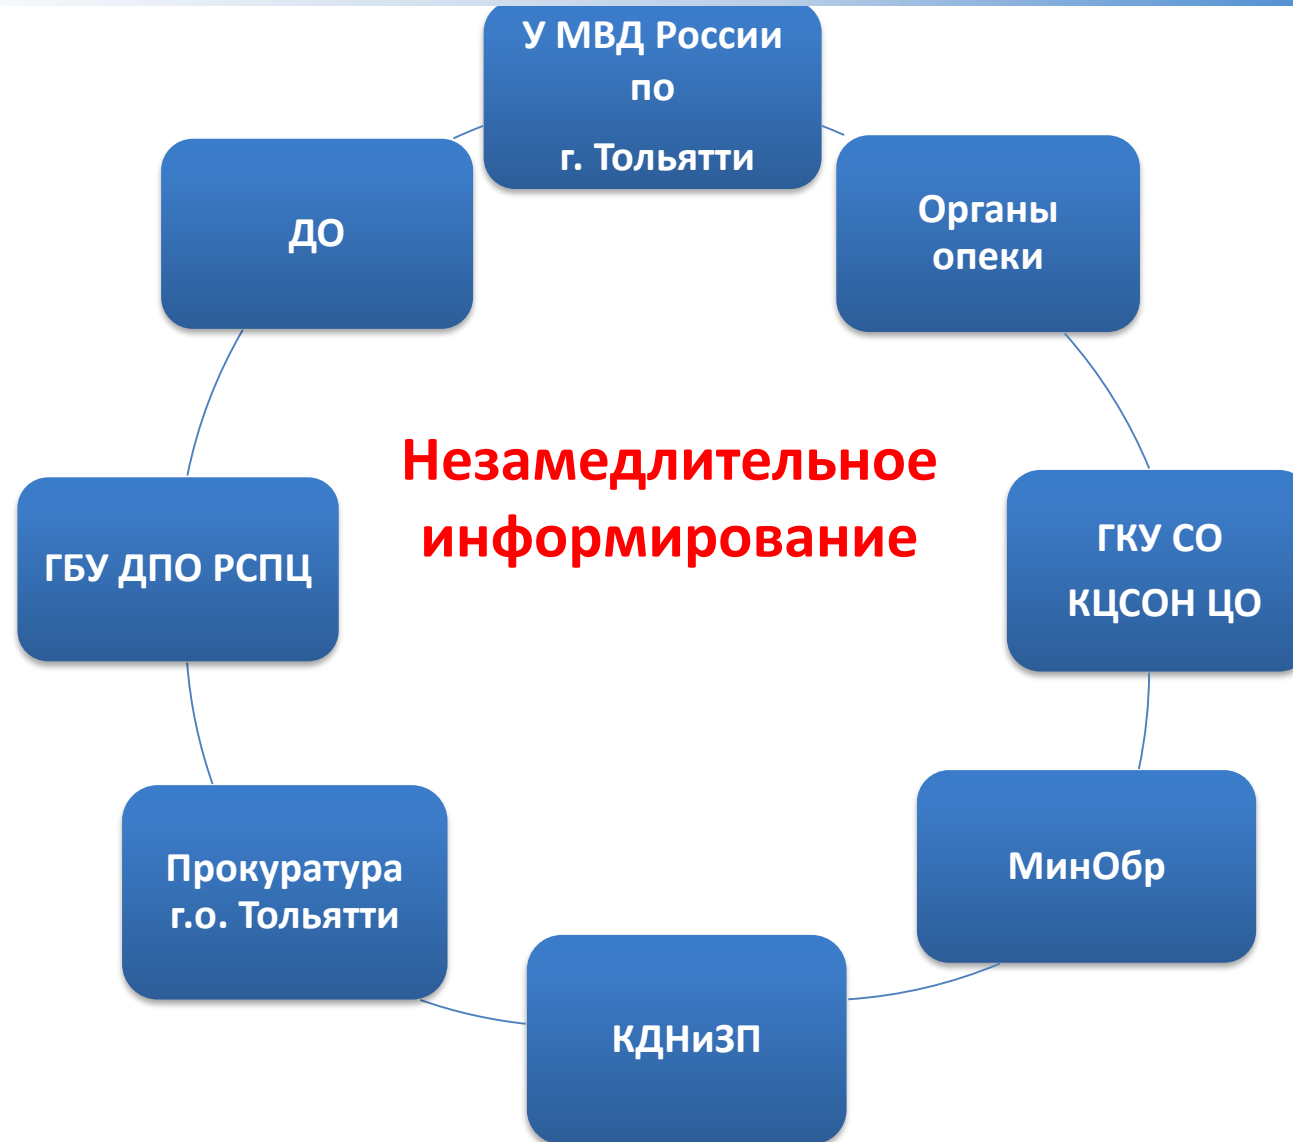 У МВД России
по
г. Тольятти
ДО
Органы
опеки
Незамедлительное
информирование
ГБУ ДПО РСПЦ
ГКУ СО
КЦСОН ЦО
Прокуратура
г.о. Тольятти
МинОбр
КДНиЗП